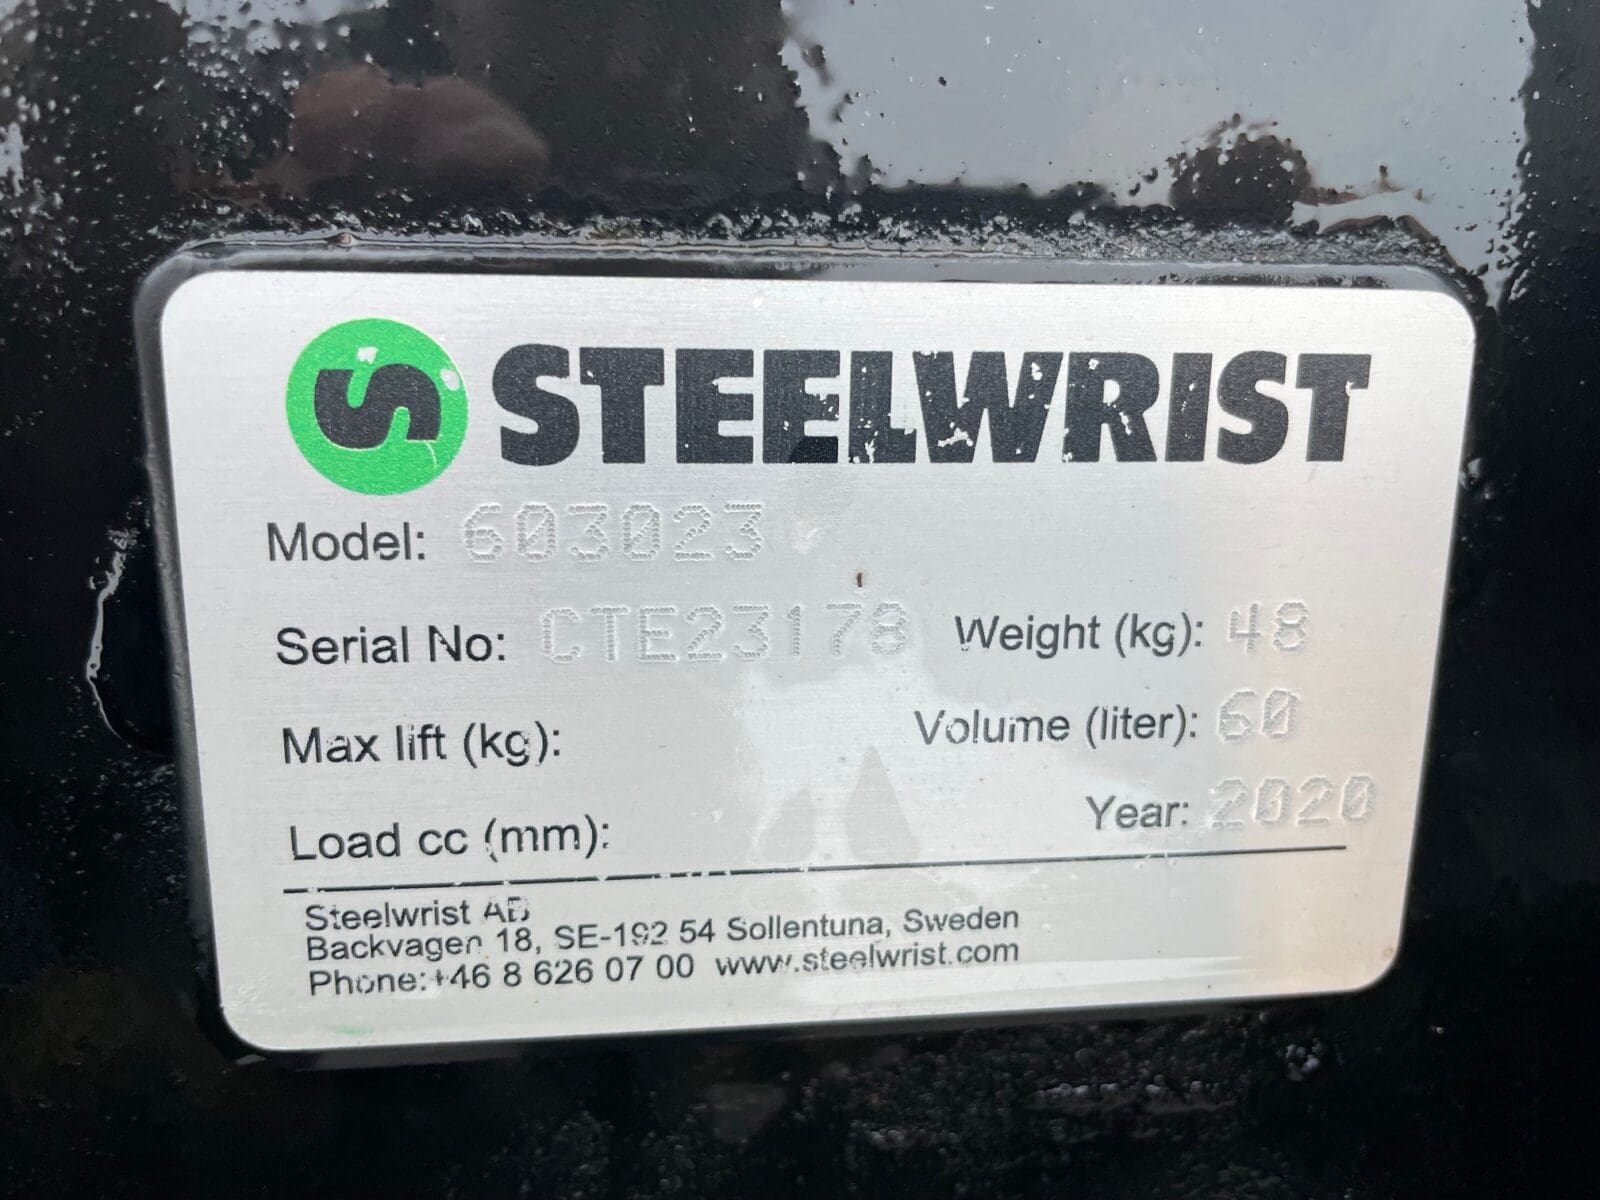 S STEELWRIST
Model: 603023
Serial No: CTE23178 Weight (kg): 48
Max lift (kg): Volume (liter): 60
Load cc (mm): Year: 2020
Steelwrist AB
Backvagen 18, SE-192 54 Sollentuna, Sweden
Phone:+46 8 626 07 00 www.steelwrist.com